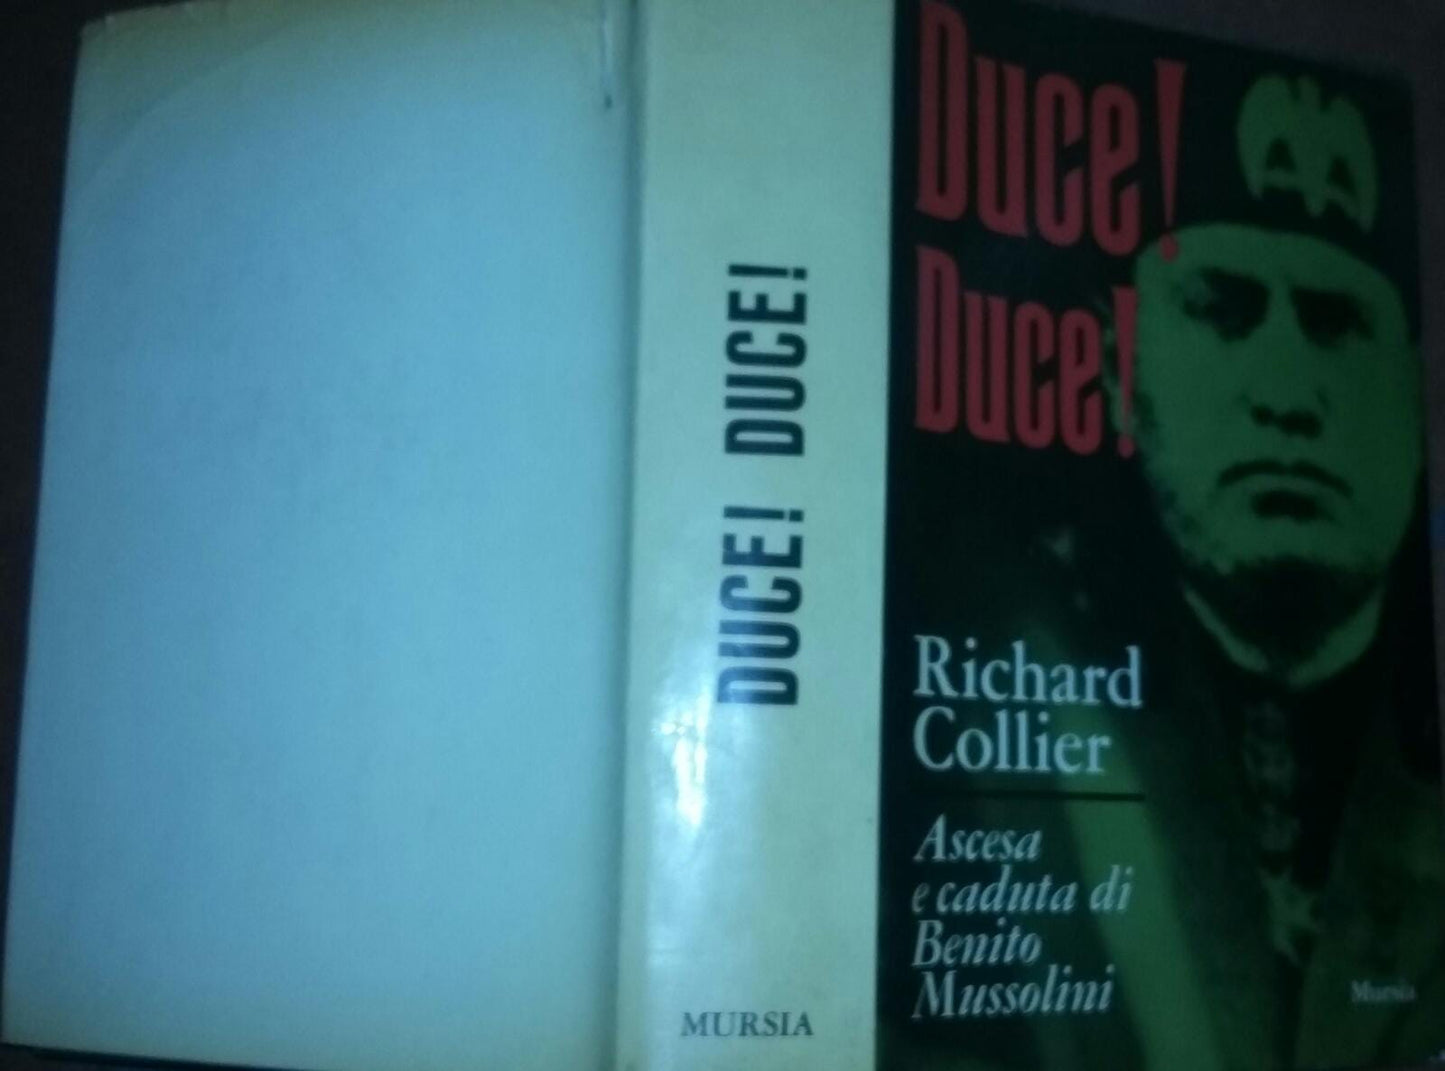 DUCE! DUCE!
MURSIA
Duce!
Duce!
Richard
Collier
Ascesa
e caduta di
Benito
Mussolini
Mursia